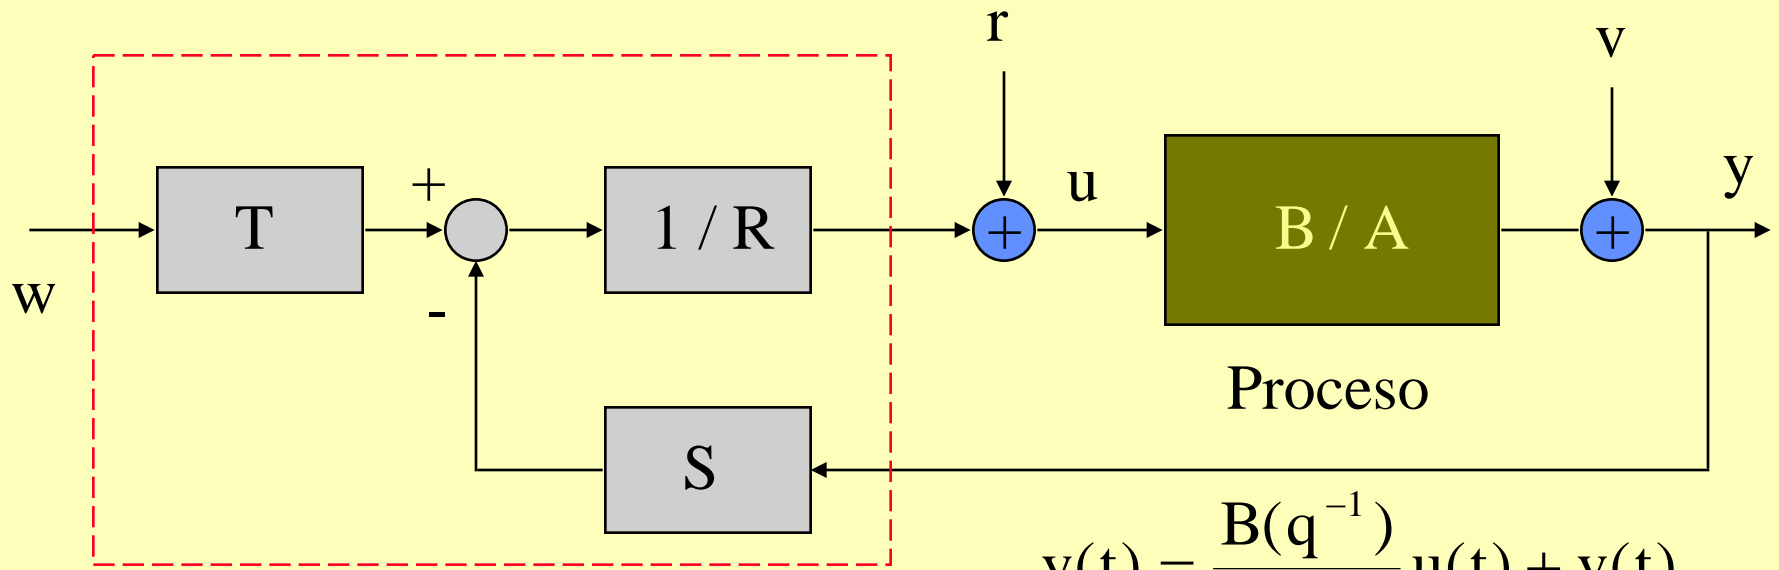 r
v
w
T
+
-
1 / R
+
u
B / A
+
y
Proceso
S
y(t) = B(q⁻¹) u(t) + v(t)